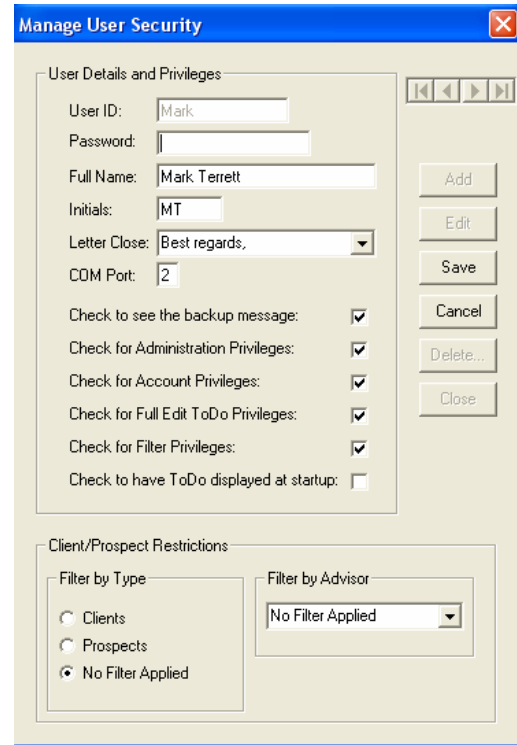 Manage User Security
User Details and Privileges
User ID: Mark
Password:
Full Name: Mark Terrett
Initials: MT
Letter Close: Best regards,
COM Port: 2
Check to see the backup message:
Check for Administration Privileges:
Check for Account Privileges:
Check for Full Edit ToDo Privileges:
Check for Filter Privileges:
Check to have ToDo displayed at startup:
Add
Edit
Save
Cancel
Delete...
Close
Client/Prospect Restrictions
Filter by Type
Clients
Prospects
No Filter Applied
Filter by Advisor
No Filter Applied